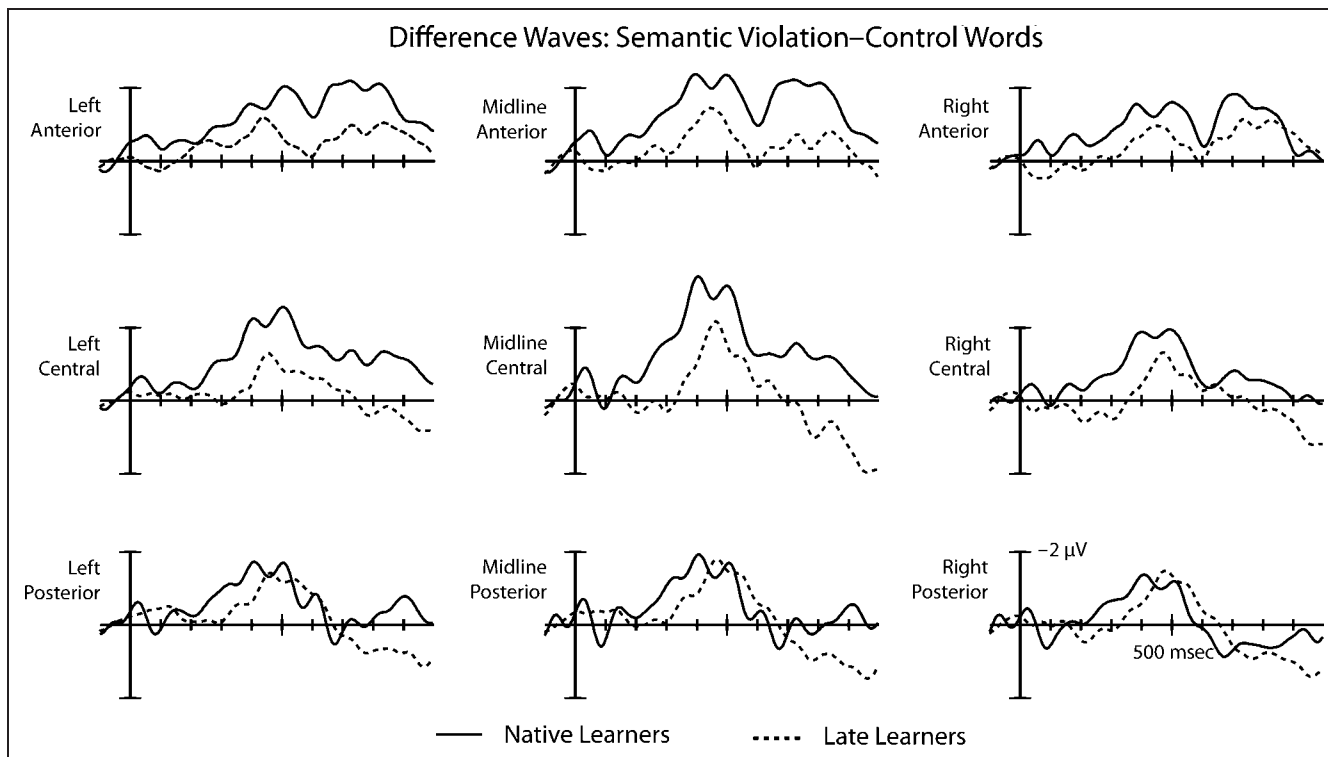 Difference Waves: Semantic Violation–Control Words
Left
Anterior
Midline
Anterior
Right
Anterior
Left
Central
Midline
Central
Right
Central
Left
Posterior
Midline
Posterior
Right
Posterior
−2 μV
500 msec
Native Learners
Late Learners